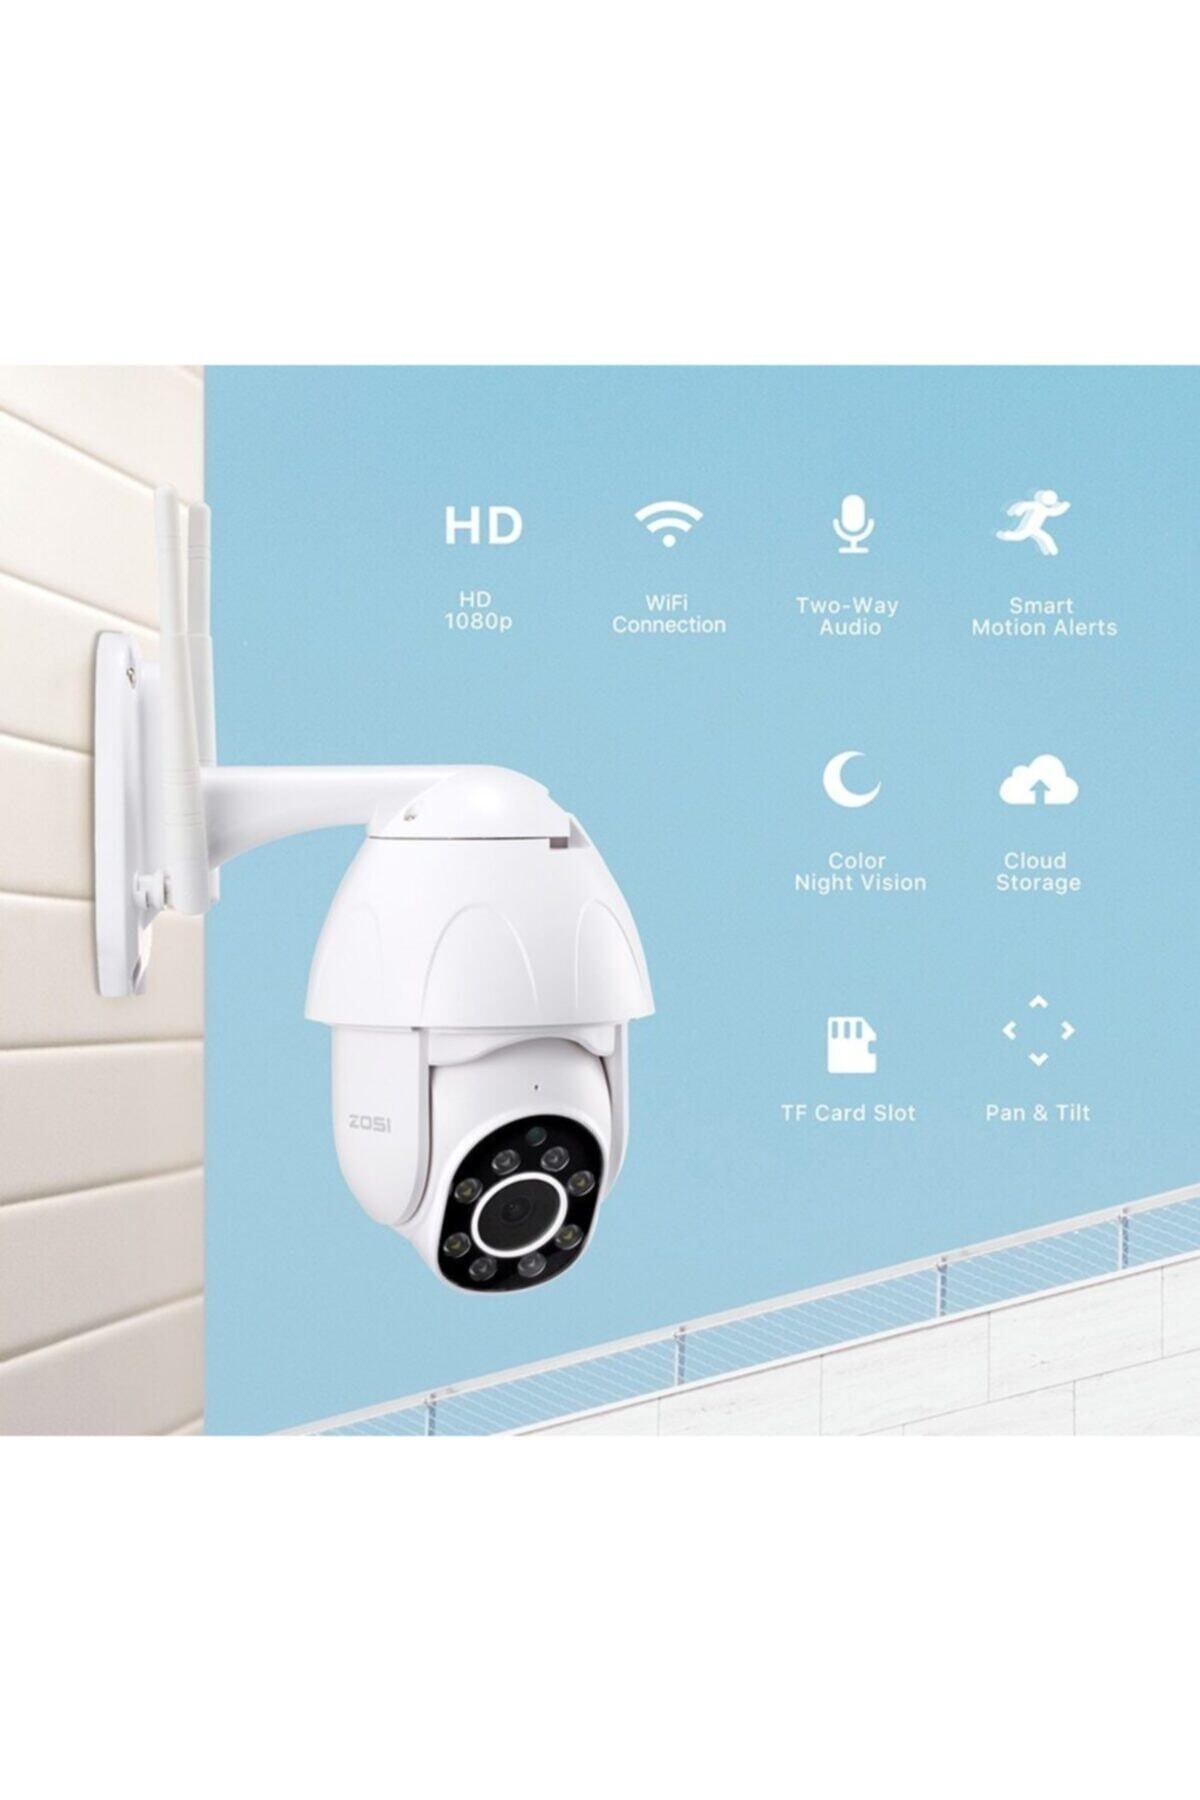 HD
HD
1080p
WiFi
Connection
Two-Way
Audio
Smart
Motion Alerts
Color
Night Vision
Cloud
Storage
TF Card Slot
Pan & Tilt
ZOSI